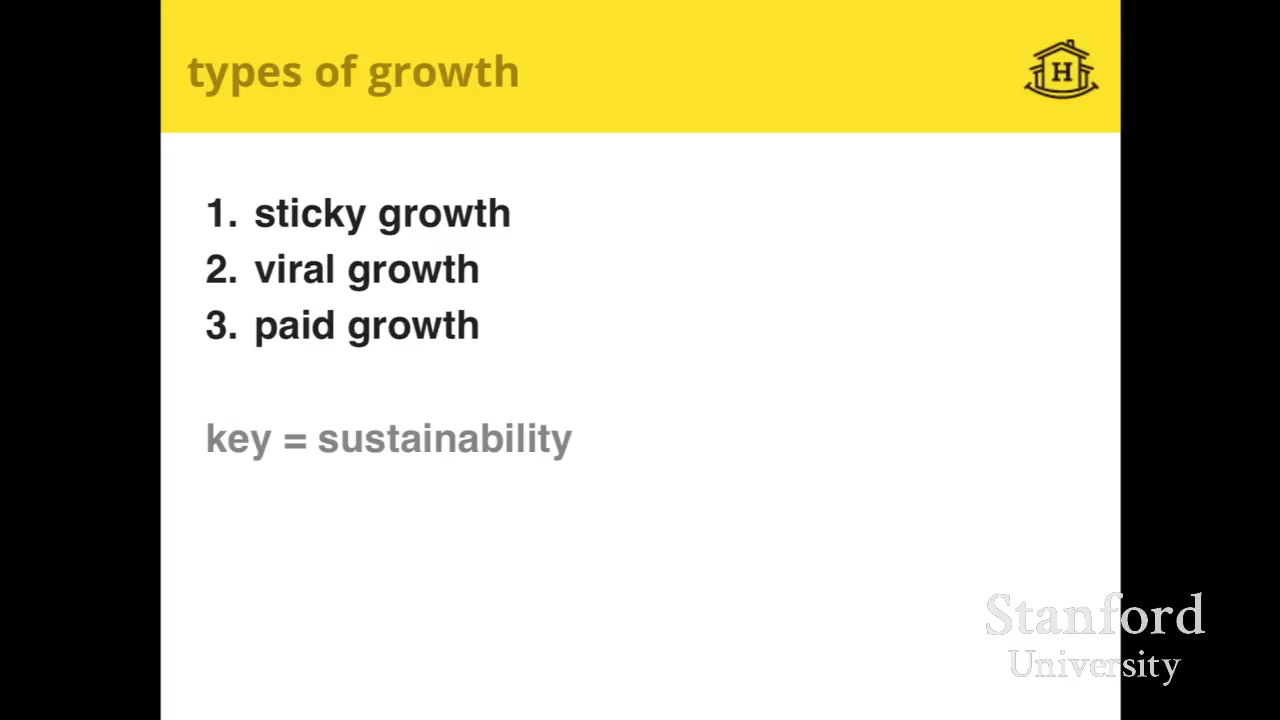 types of growth
H
1. sticky growth
2. viral growth
3. paid growth
key = sustainability
Stanford
University